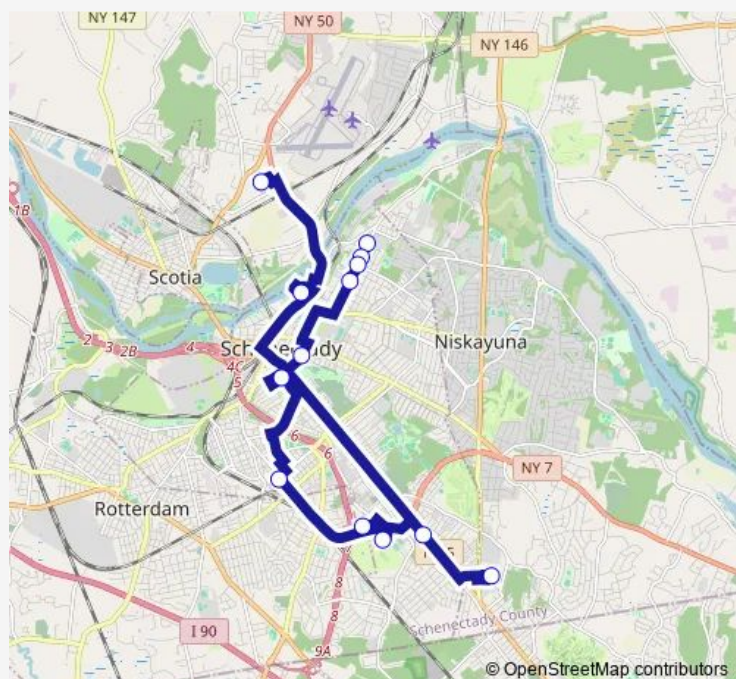 NY 147
NY 50
NY 146
1B
Scotia
2
3
2B
4
4C
5
Schenectady
Niskayuna
6
6
NY 7
Rotterdam
8
8
I 90
Schenectady County
9A
© OpenStreetMap contributors